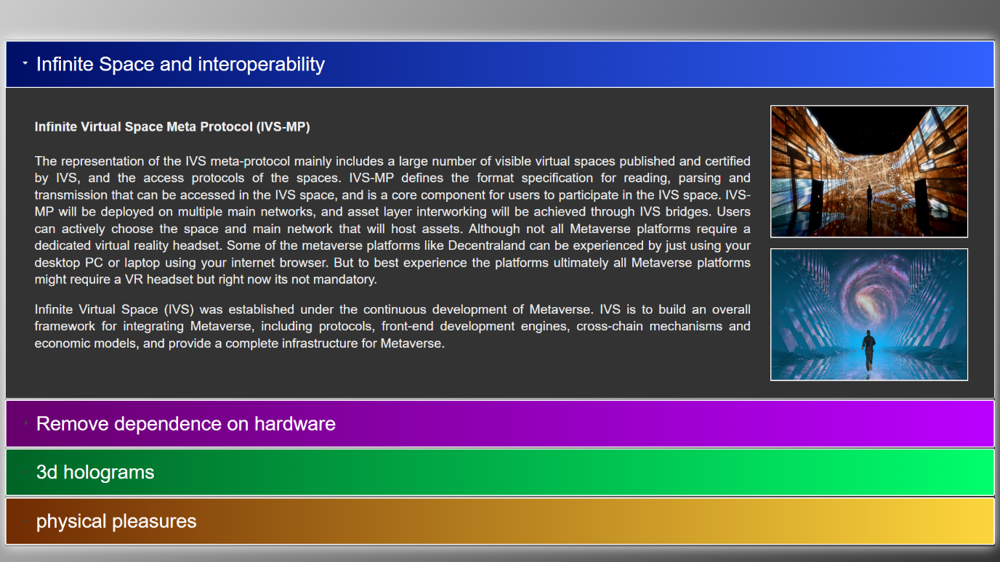 Infinite Space and interoperability
Infinite Virtual Space Meta Protocol (IVS-MP)
The representation of the IVS meta-protocol mainly includes a large number of visible virtual spaces published and certified
by IVS, and the access protocols of the spaces. IVS-MP defines the format specification for reading, parsing and
transmission that can be accessed in the IVS space, and is a core component for users to participate in the IVS space. IVS-
MP will be deployed on multiple main networks, and asset layer interworking will be achieved through IVS bridges. Users
can actively choose the space and main network that will host assets. Although not all Metaverse platforms require a
dedicated virtual reality headset. Some of the metaverse platforms like Decentraland can be experienced by just using your
desktop PC or laptop using your internet browser. But to best experience the platforms ultimately all Metaverse platforms
might require a VR headset but right now its not mandatory.
Infinite Virtual Space (IVS) was established under the continuous development of Metaverse. IVS is to build an overall
framework for integrating Metaverse, including protocols, front-end development engines, cross-chain mechanisms and
economic models, and provide a complete infrastructure for Metaverse.
Remove dependence on hardware
3d holograms
physical pleasures